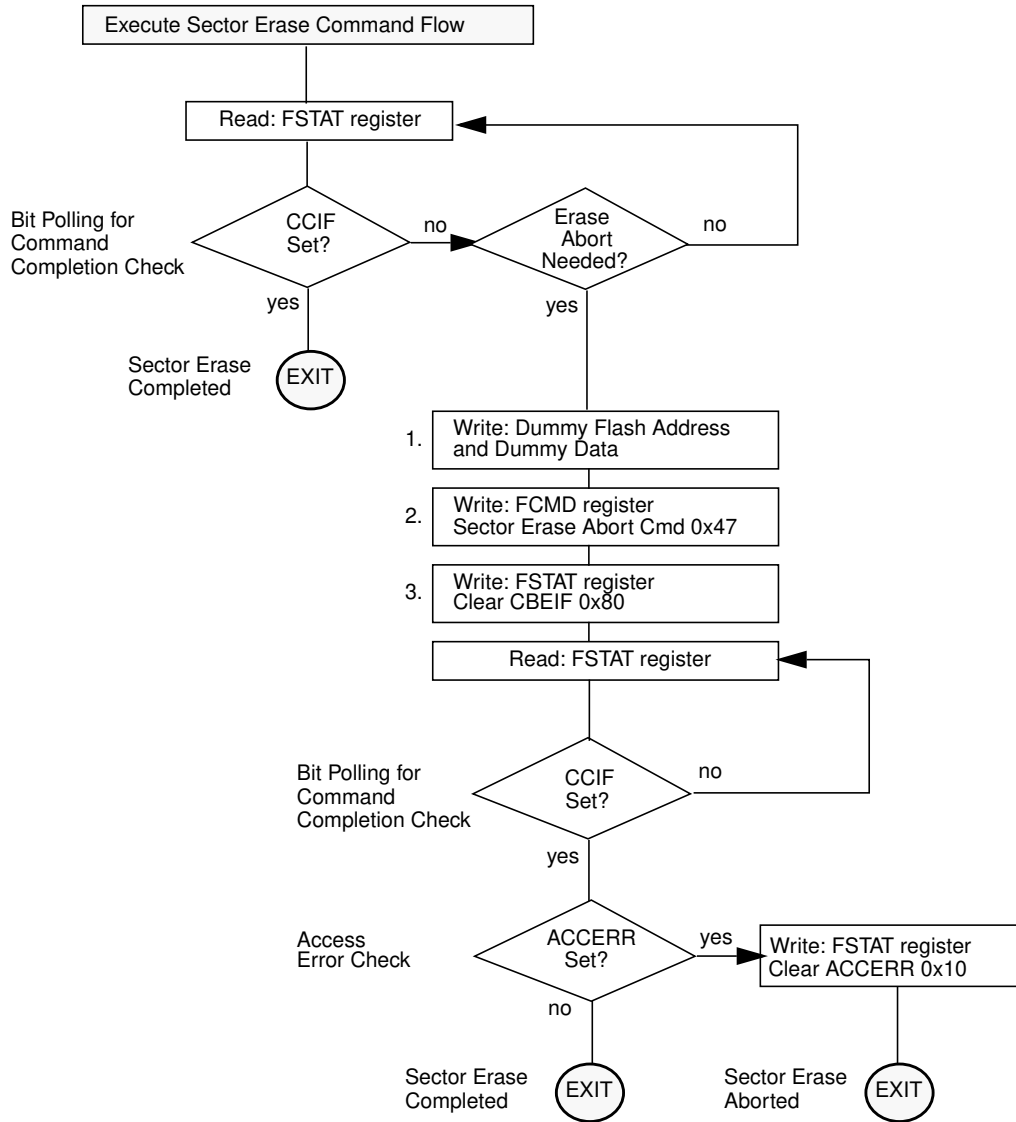 Execute Sector Erase Command Flow
Read: FSTAT register
Bit Polling for
Command
Completion Check
CCIF
Set?
no
Erase
Abort
Needed?
no
yes
yes
Sector Erase
Completed
EXIT
1.
Write: Dummy Flash Address
and Dummy Data
2.
Write: FCMD register
Sector Erase Abort Cmd 0x47
3.
Write: FSTAT register
Clear CBEIF 0x80
Read: FSTAT register
Bit Polling for
Command
Completion Check
CCIF
Set?
no
yes
Access
Error Check
ACCERR
Set?
yes
Write: FSTAT register
Clear ACCERR 0x10
no
Sector Erase
Completed
EXIT
Sector Erase
Aborted
EXIT